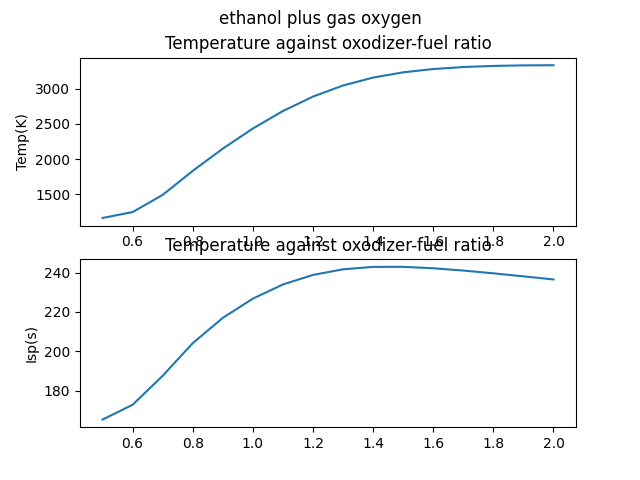 ethanol plus gas oxygen
Temperature against oxodizer-fuel ratio
Temp(K)
3000
2500
2000
1500
0.6 0.8 1.0 1.2 1.4 1.6 1.8 2.0
Temperature against oxodizer-fuel ratio
Isp(s)
240
220
200
180
0.6 0.8 1.0 1.2 1.4 1.6 1.8 2.0